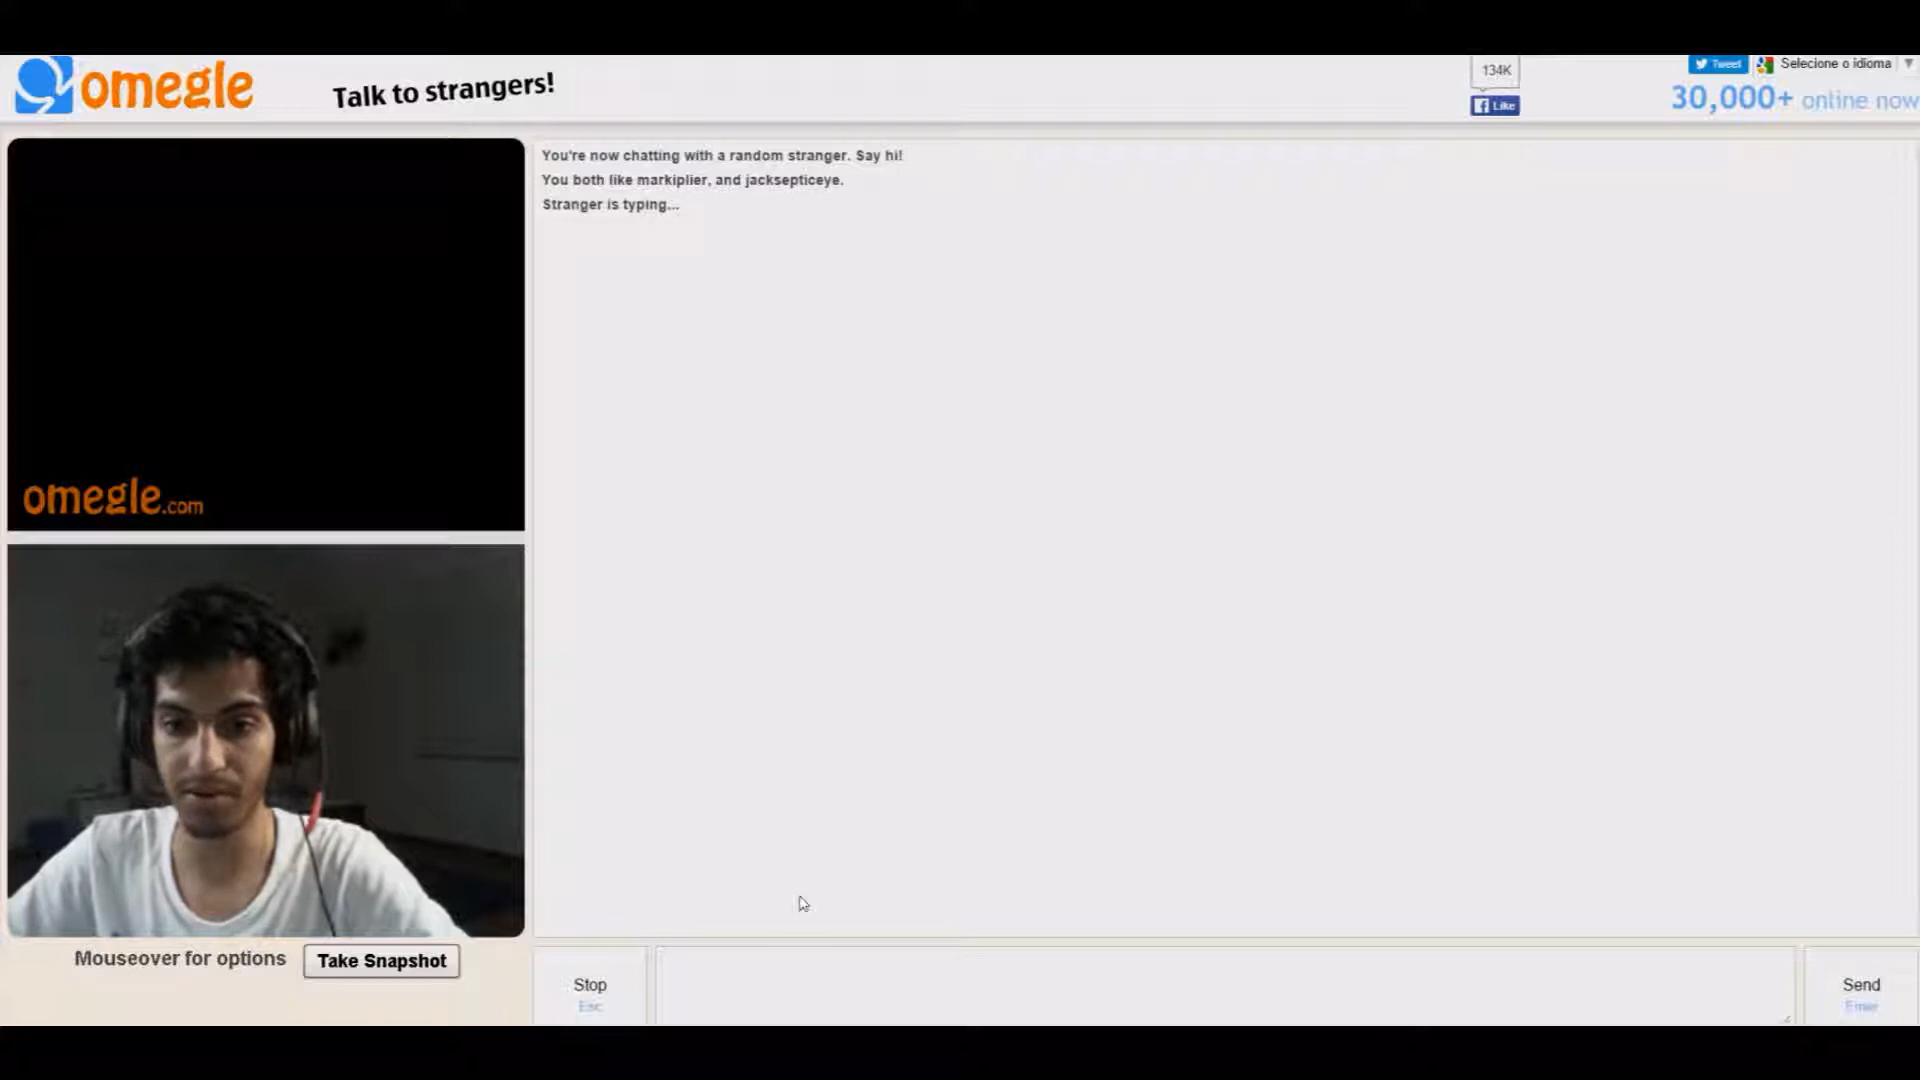 omegle
Talk to strangers!
134K
Like
Tweet
Selecione o idioma
30,000+ online now
You're now chatting with a random stranger. Say hi!
You both like markiplier, and jacksepticeye.
Stranger is typing...
omegle.com
Mouseover for options
Take Snapshot
Stop
Esc
Send
Enter